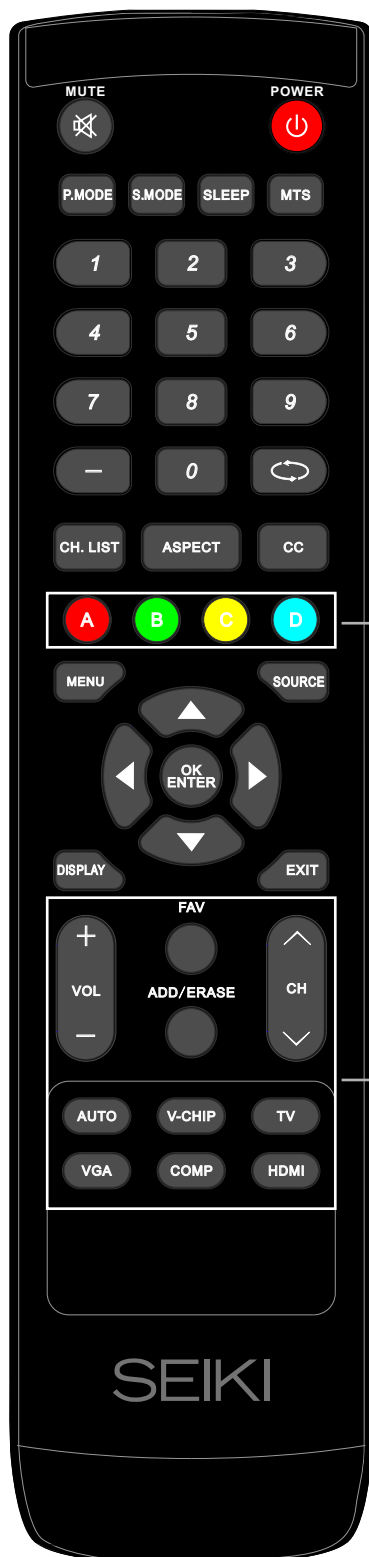 MUTE POWER
P.MODE S.MODE SLEEP MTS
1 2 3
4 5 6
7 8 9
– 0
CH. LIST ASPECT CC
A B C D
MENU SOURCE
OK
ENTER
DISPLAY EXIT
FAV
+
VOL ADD/ERASE CH
–
AUTO V-CHIP TV
VGA COMP HDMI
SEIKI